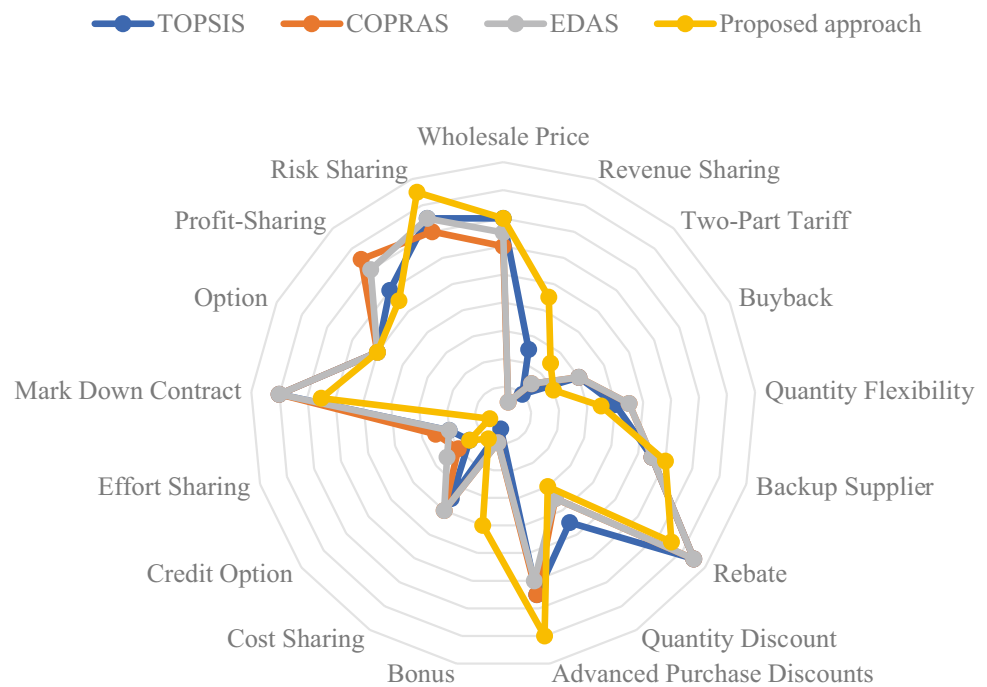 TOPSIS COPRAS EDAS Proposed approach
Wholesale Price
Revenue Sharing
Two-Part Tariff
Buyback
Quantity Flexibility
Backup Supplier
Rebate
Quantity Discount
Advanced Purchase Discounts
Bonus
Cost Sharing
Credit Option
Effort Sharing
Mark Down Contract
Option
Profit-Sharing
Risk Sharing